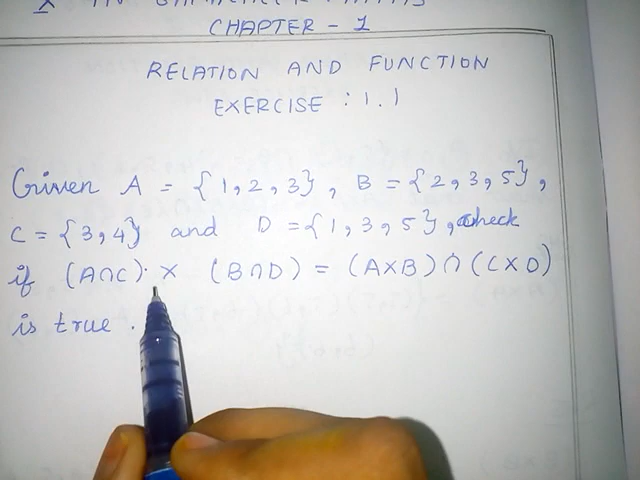 CHAPTER - 1
RELATION AND FUNCTION
EXERCISE : 1.1
Given A = {1,2,3}, B = {2,3,5},
C = {3,4} and D = {1,3,5}, check
if (A∩C) × (B∩D) = (A×B)∩(C×D)
is true.